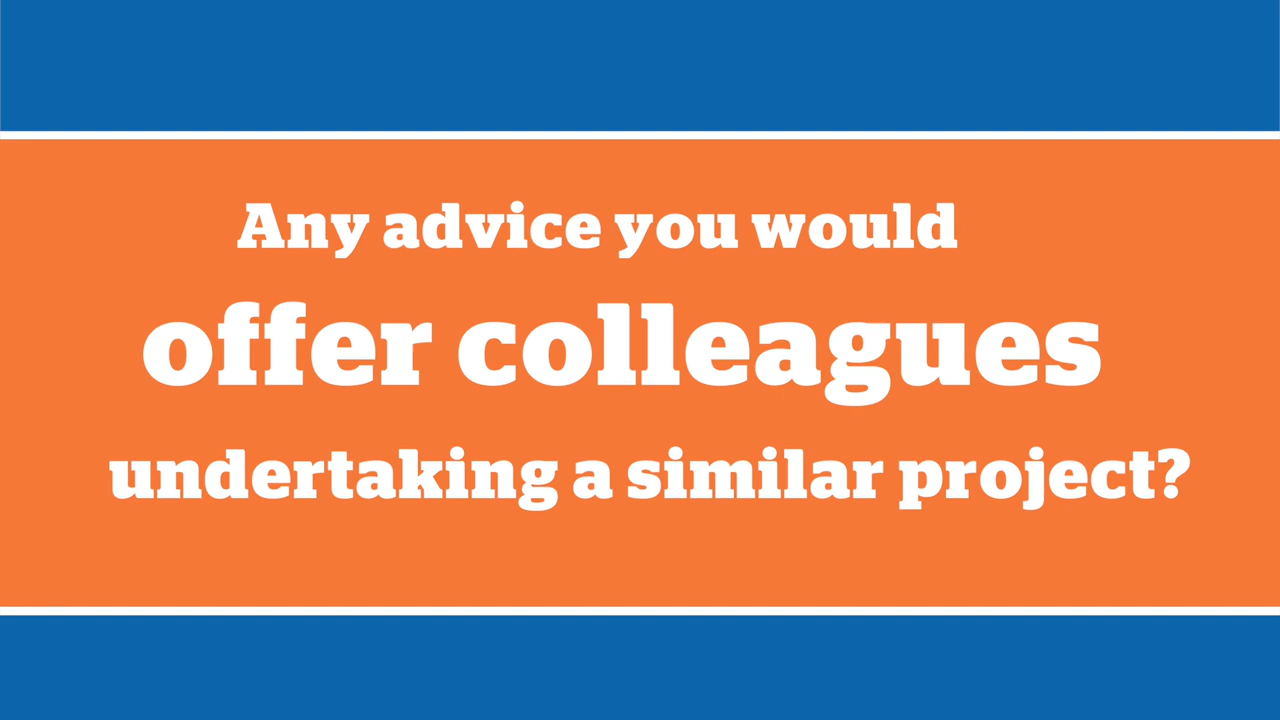 Any advice you would
offer colleagues
undertaking a similar project?